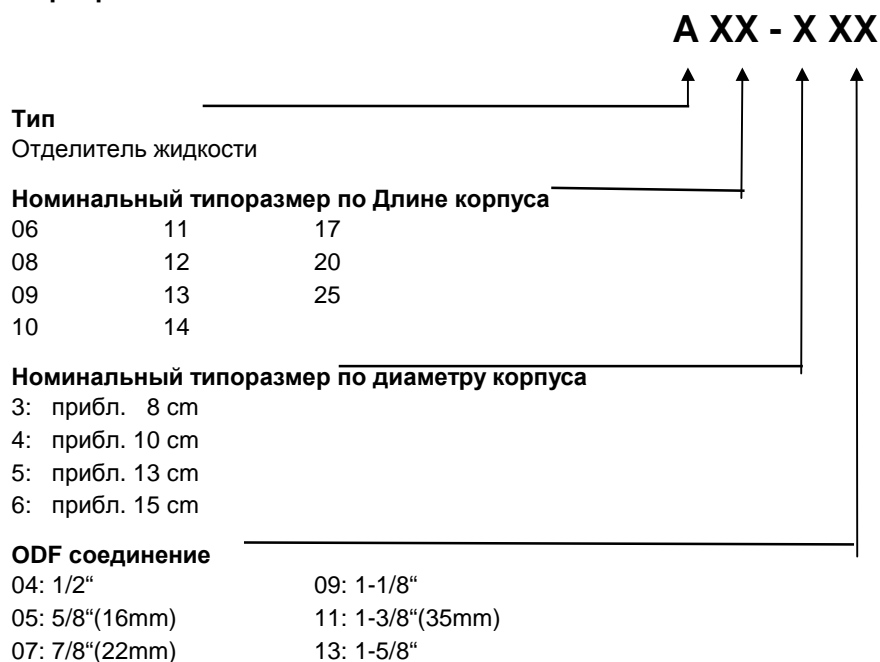 A XX - X XX
Тип
Отделитель жидкости
Номинальный типоразмер по Длине корпуса
06 11 17
08 12 20
09 13 25
10 14
Номинальный типоразмер по диаметру корпуса
3: прибл. 8 cm
4: прибл. 10 cm
5: прибл. 13 cm
6: прибл. 15 cm
ODF соединение
04: 1/2“ 09: 1-1/8“
05: 5/8“(16mm) 11: 1-3/8“(35mm)
07: 7/8“(22mm) 13: 1-5/8“